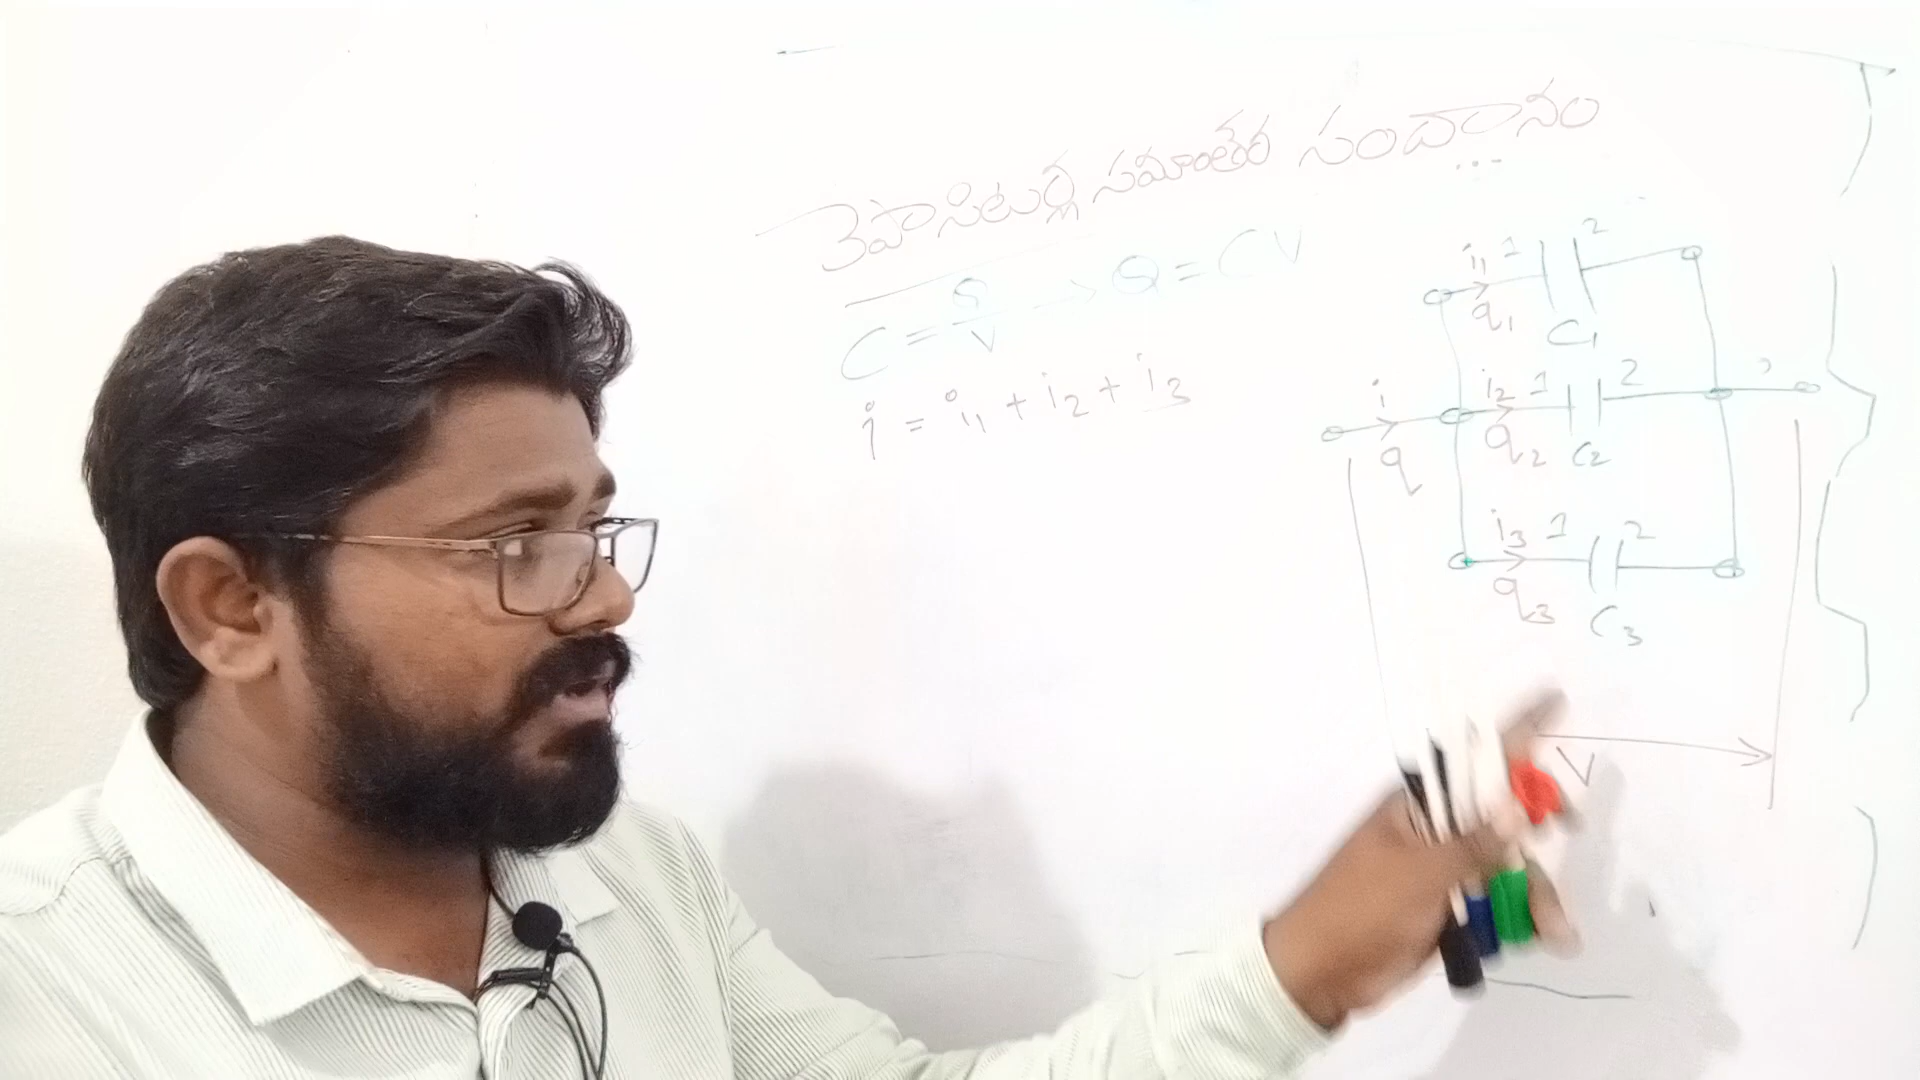 కెపాసిటర్ల సమాంతర సందానం
C = Q/V → Q = CV
i = i₁ + i₂ + i₃
i₁ 1 2
q₁ C₁
i i₂ 1 2
q q₂ C₂
i₃ 1 2
q₃ C₃
V